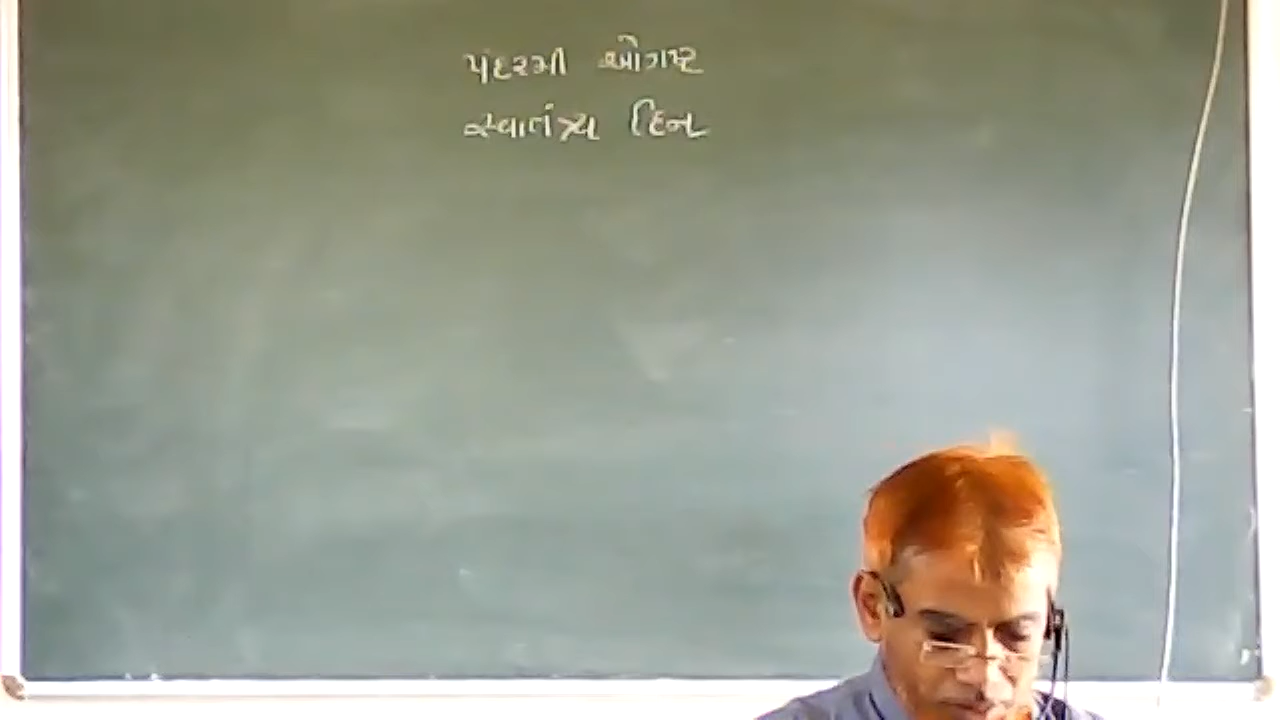 પંદરમી ઓગષ્ટ
સ્વાતંત્ર્ય દિન